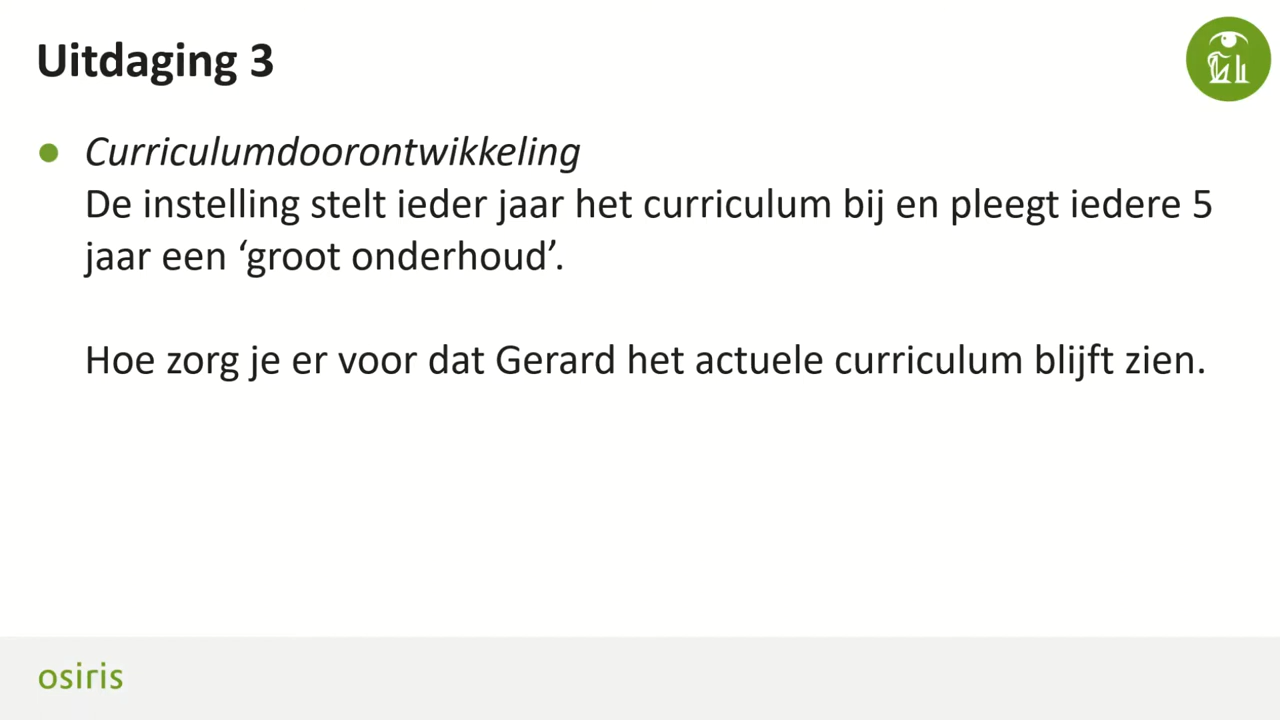 Uitdaging 3
Curriculumdoorontwikkeling
De instelling stelt ieder jaar het curriculum bij en pleegt iedere 5
jaar een ‘groot onderhoud’.
Hoe zorg je er voor dat Gerard het actuele curriculum blijft zien.
osiris